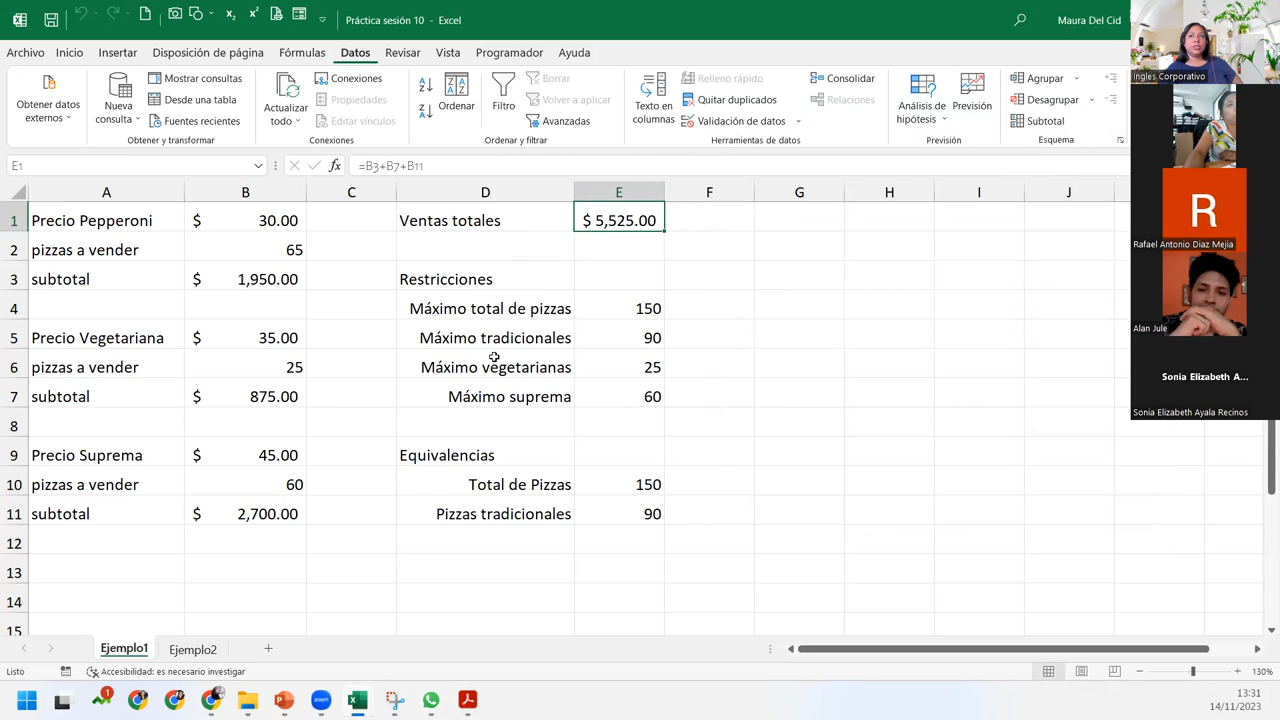 Práctica sesión 10 - Excel
Maura Del Cid
Archivo Inicio Insertar Disposición de página Fórmulas Datos Revisar Vista Programador Ayuda
Obtener datos externos
Nueva consulta
Mostrar consultas
Desde una tabla
Fuentes recientes
Obtener y transformar
Actualizar todo
Conexiones
Propiedades
Editar vínculos
Conexiones
Ordenar
Filtro
Borrar
Volver a aplicar
Avanzadas
Ordenar y filtrar
Texto en columnas
Relleno rápido
Quitar duplicados
Validación de datos
Consolidar
Relaciones
Herramientas de datos
Análisis de hipótesis
Previsión
Previsión
Agrupar
Desagrupar
Subtotal
Esquema
E1 fx =B3+B7+B11
A B C D E F G H I J
1 Precio Pepperoni $ 30.00 Ventas totales $ 5,525.00
2 pizzas a vender 65
3 subtotal $ 1,950.00 Restricciones
4 Máximo total de pizzas 150
5 Precio Vegetariana $ 35.00 Máximo tradicionales 90
6 pizzas a vender 25 Máximo vegetarianas 25
7 subtotal $ 875.00 Máximo suprema 60
8
9 Precio Suprema $ 45.00 Equivalencias
10 pizzas a vender 60 Total de Pizzas 150
11 subtotal $ 2,700.00 Pizzas tradicionales 90
12
13
14
15
Ejemplo1 Ejemplo2
Listo Accesibilidad: es necesario investigar 130%
1
zoom
13:31
14/11/2023
Ingles Corporativo
R
Rafael Antonio Diaz Mejia
Alan Jule
Sonia Elizabeth A...
Sonia Elizabeth Ayala Recinos